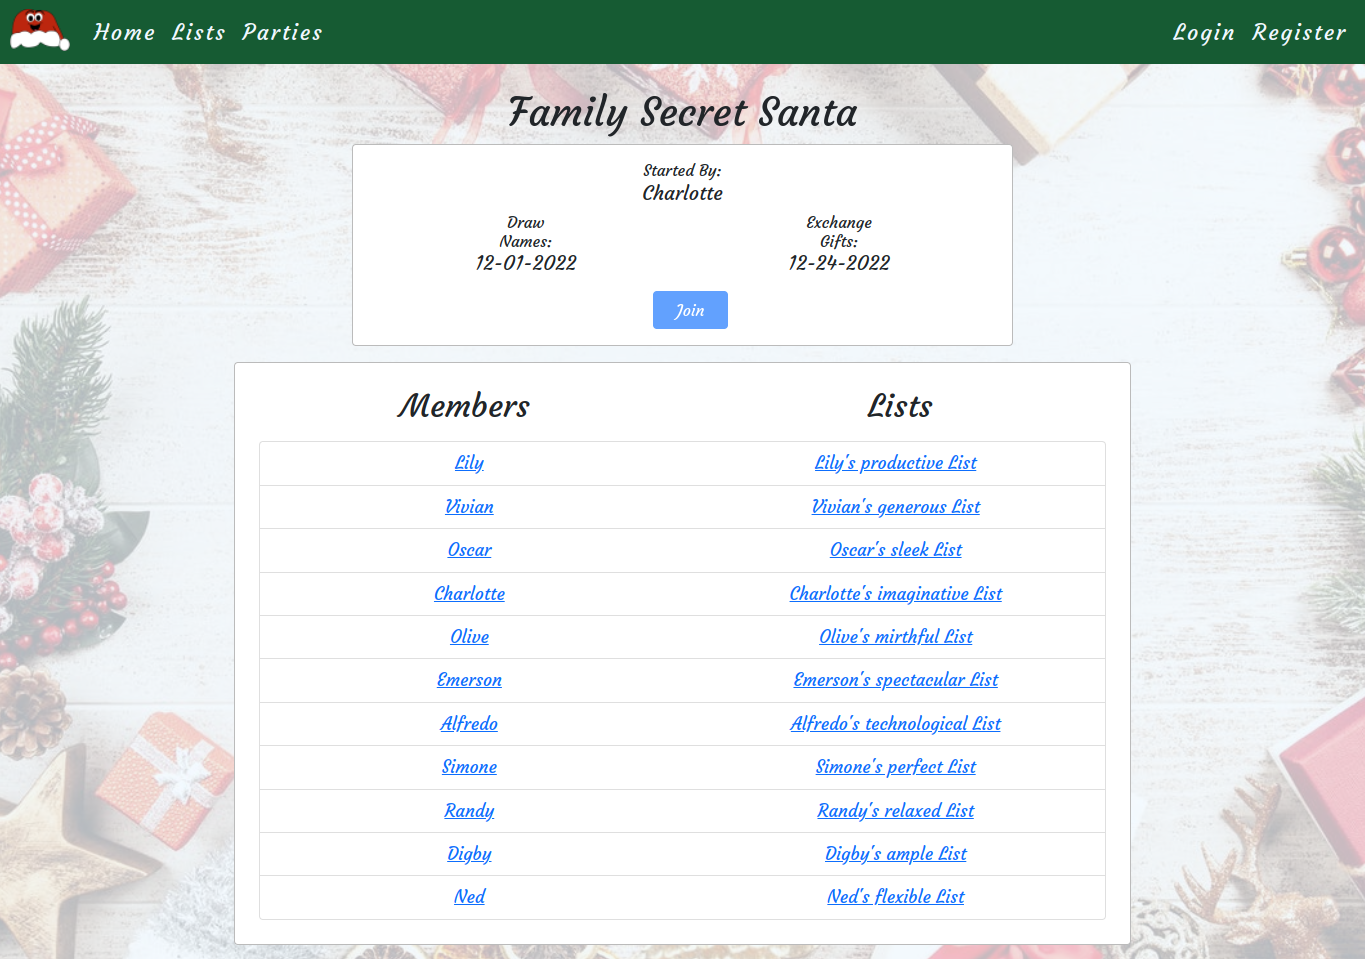 Home Lists Parties Login Register
Family Secret Santa
Started By:
Charlotte
Draw
Names:
12-01-2022
Exchange
Gifts:
12-24-2022
Join
Members Lists
Lily Lily's productive List
Vivian Vivian's generous List
Oscar Oscar's sleek List
Charlotte Charlotte's imaginative List
Olive Olive's mirthful List
Emerson Emerson's spectacular List
Alfredo Alfredo's technological List
Simone Simone's perfect List
Randy Randy's relaxed List
Digby Digby's ample List
Ned Ned's flexible List